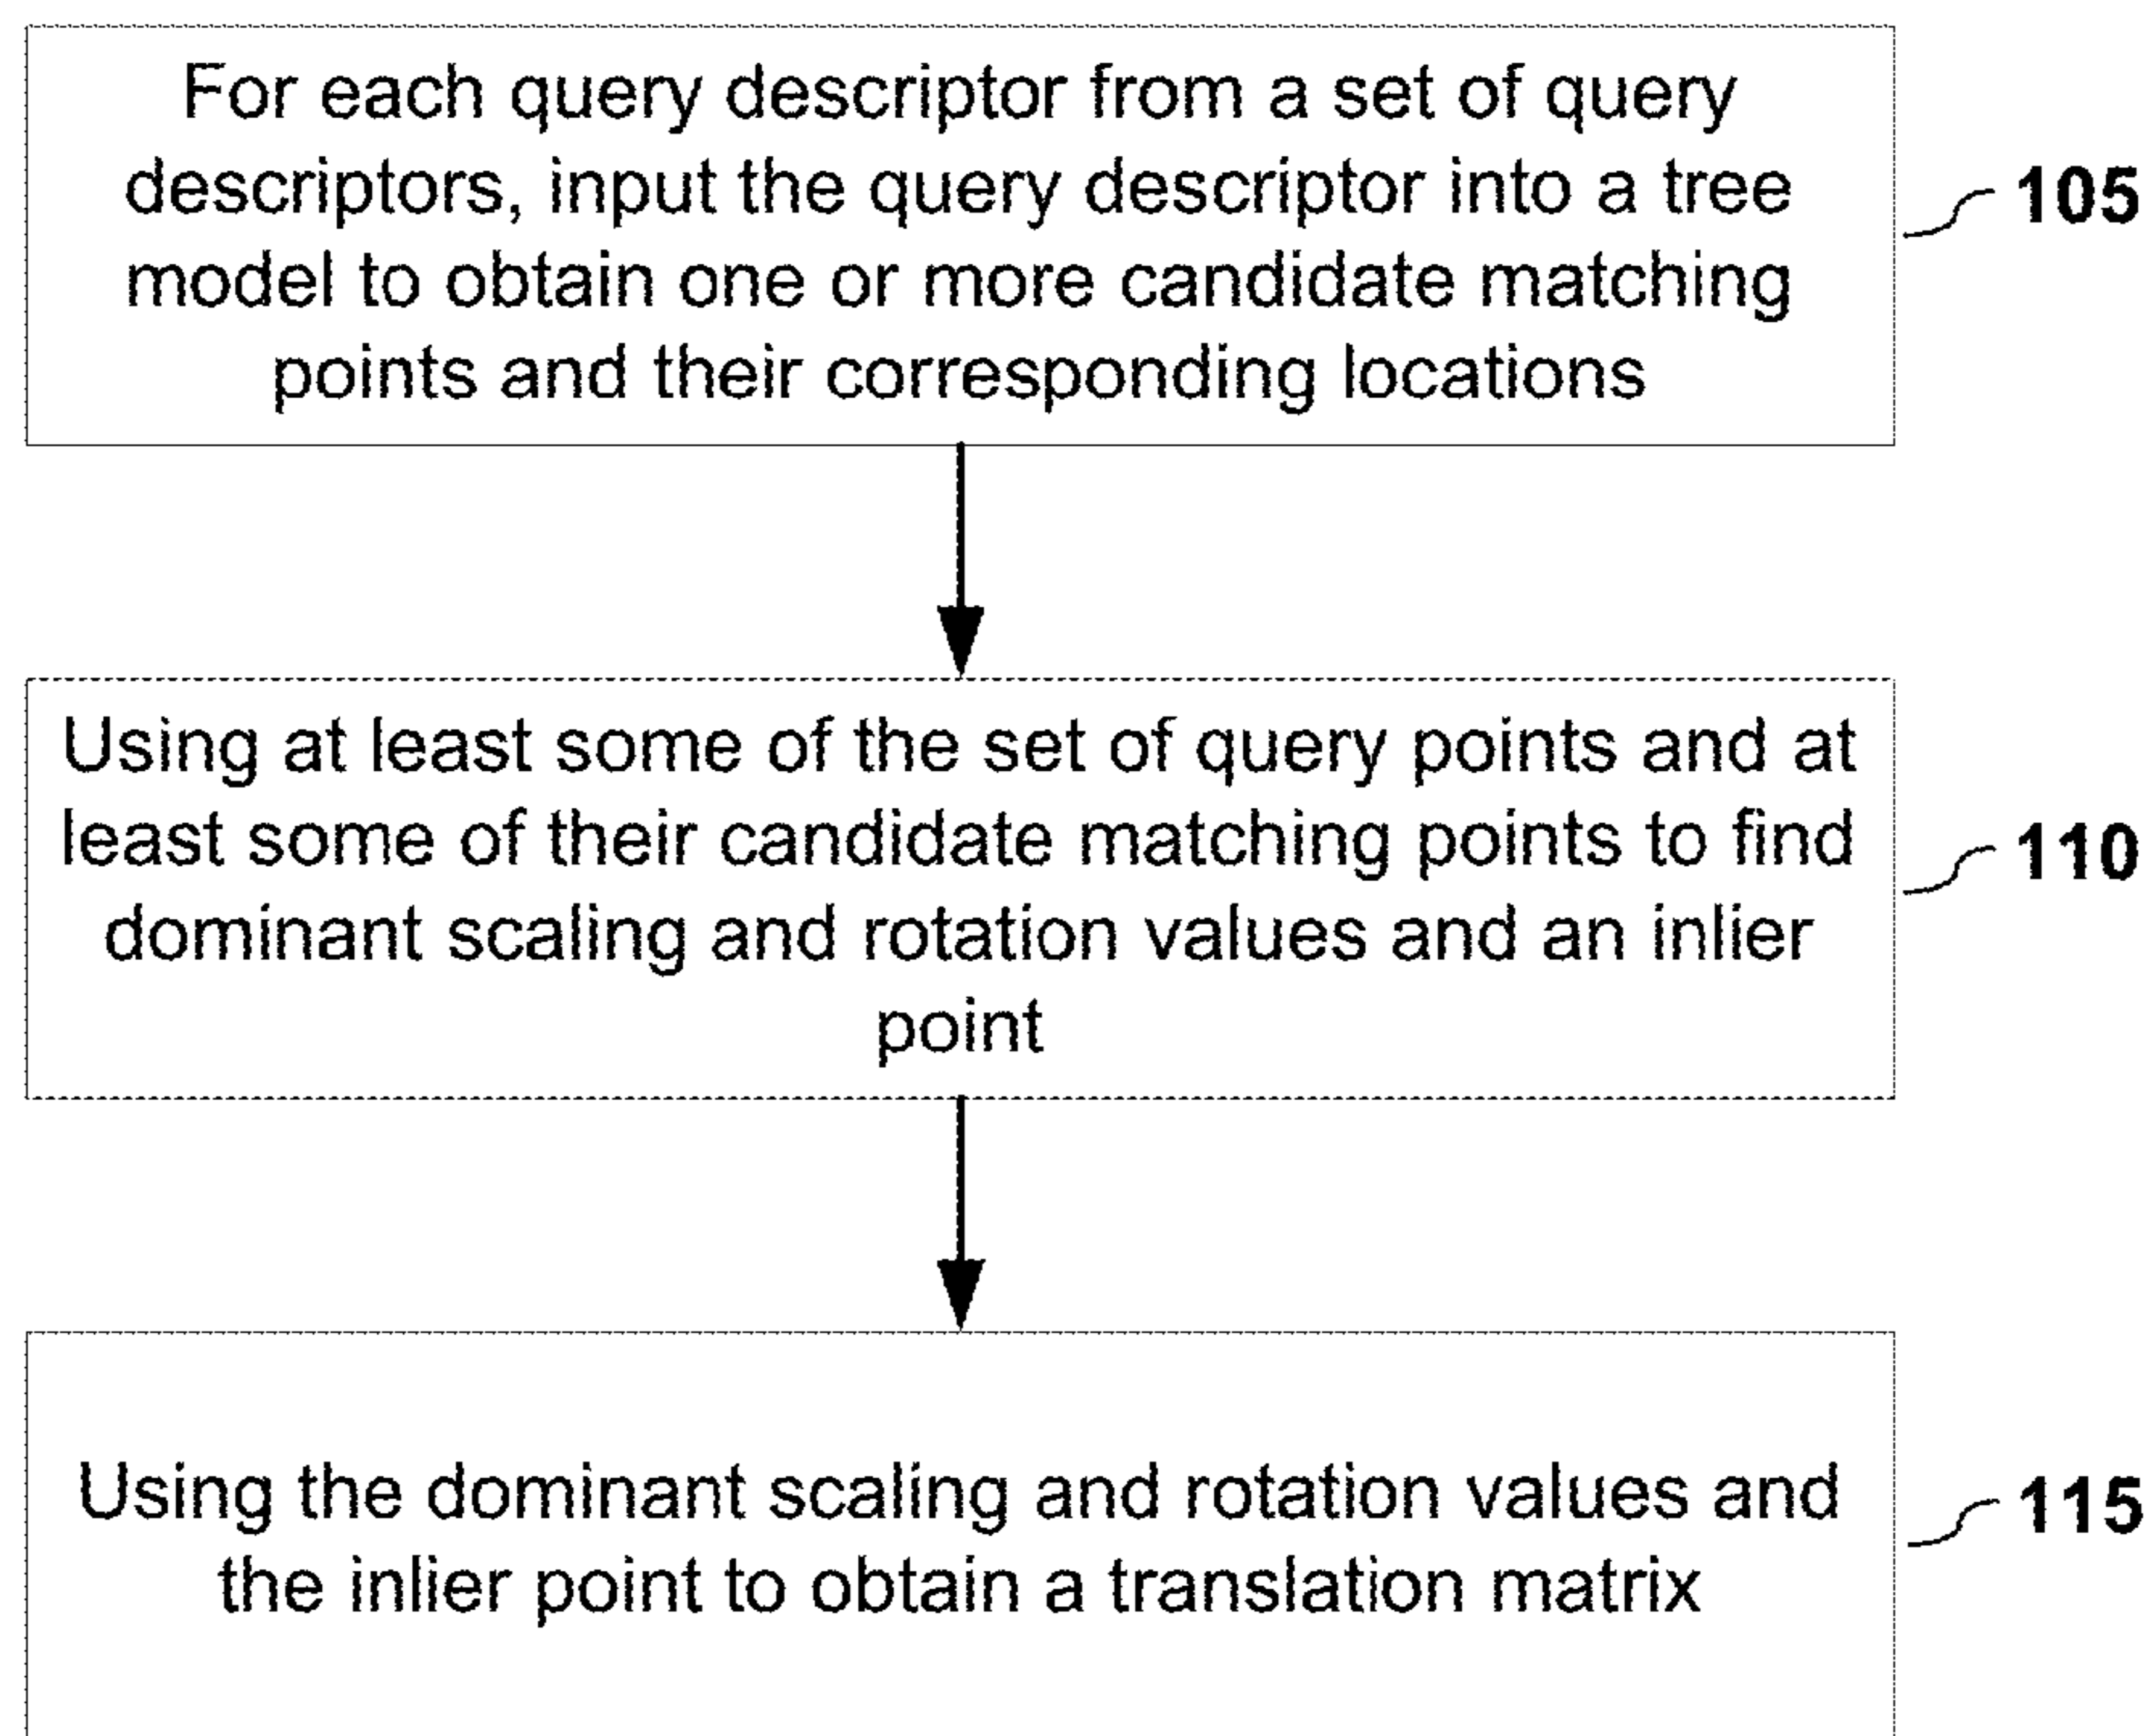 For each query descriptor from a set of query
descriptors, input the query descriptor into a tree
model to obtain one or more candidate matching
points and their corresponding locations
105
Using at least some of the set of query points and at
least some of their candidate matching points to find
dominant scaling and rotation values and an inlier
point
110
Using the dominant scaling and rotation values and
the inlier point to obtain a translation matrix
115